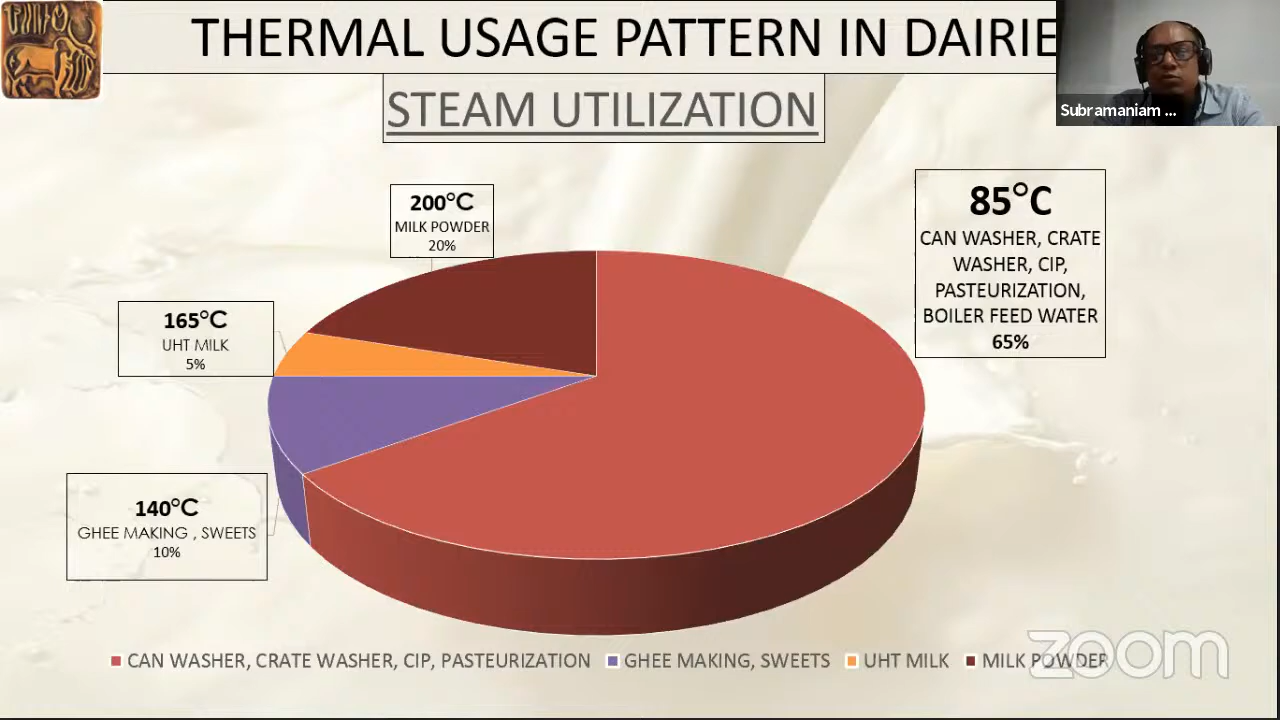 THERMAL USAGE PATTERN IN DAIRIE
Subramaniam ...
STEAM UTILIZATION
200°C
MILK POWDER
20%
85°C
CAN WASHER, CRATE
WASHER, CIP,
PASTEURIZATION,
BOILER FEED WATER
65%
165°C
UHT MILK
5%
140°C
GHEE MAKING , SWEETS
10%
CAN WASHER, CRATE WASHER, CIP, PASTEURIZATION GHEE MAKING, SWEETS UHT MILK MILK POWDER
zoom